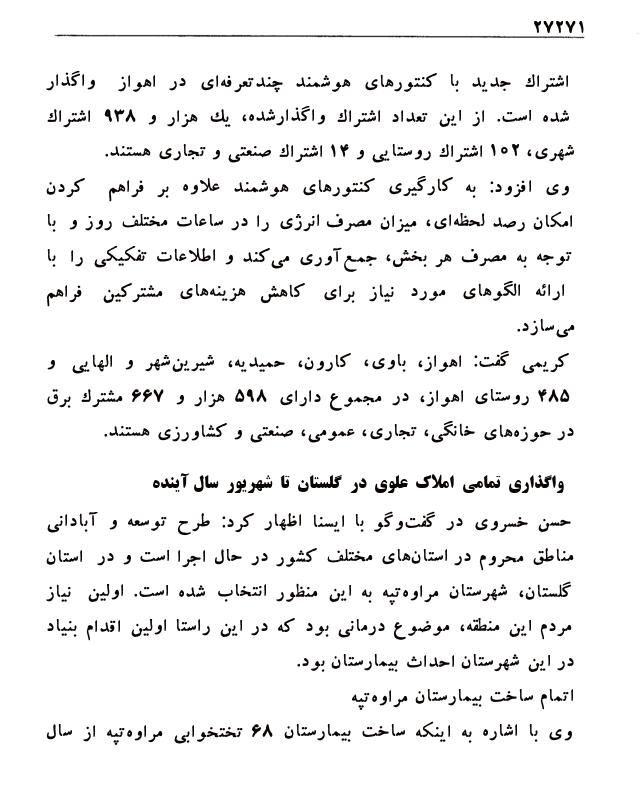 ۲۷۲۷۱
اشتراك جدید با کنتورهای هوشمند چندتعرفه‌ای در اهواز واگذار
شده است. از این تعداد اشتراك واگذارشده، یك هزار و ۹۳۸ اشتراك
شهری، ۱۰۲ اشتراك روستایی و ۱۴ اشتراك صنعتی و تجاری هستند.
وی افزود: به کارگیری کنتورهای هوشمند علاوه بر فراهم کردن
امکان رصد لحظه‌ای، میزان مصرف انرژی را در ساعات مختلف روز و با
توجه به مصرف هر بخش، جمع‌آوری می‌کند و اطلاعات تفکیکی را با
ارائه الگوهای مورد نیاز برای کاهش هزینه‌های مشترکین فراهم
می‌سازد.
کریمی گفت: اهواز، باوی، کارون، حمیدیه، شیرین‌شهر و الهایی و
۴۸۵ روستای اهواز، در مجموع دارای ۵۹۸ هزار و ۶۶۷ مشترك برق
در حوزه‌های خانگی، تجاری، عمومی، صنعتی و کشاورزی هستند.
واگذاری تمامی املاک علوی در گلستان تا شهریور سال آینده
حسن خسروی در گفت‌وگو با ایسنا اظهار کرد: طرح توسعه و آبادانی
مناطق محروم در استان‌های مختلف کشور در حال اجرا است و در استان
گلستان، شهرستان مراوه‌تپه به این منظور انتخاب شده است. اولین نیاز
مردم این منطقه، موضوع درمانی بود که در این راستا اولین اقدام بنیاد
در این شهرستان احداث بیمارستان بود.
اتمام ساخت بیمارستان مراوه‌تپه
وی با اشاره به اینکه ساخت بیمارستان ۶۸ تختخوابی مراوه‌تپه از سال